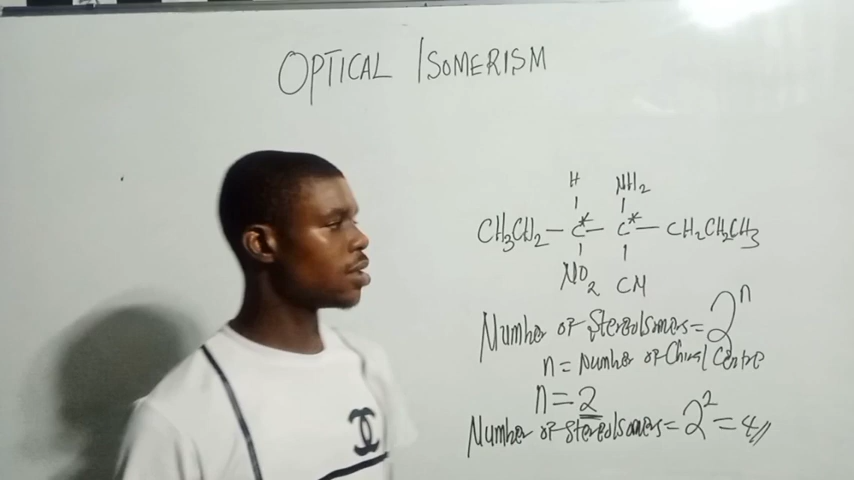 OPTICAL ISOMERISM
H NH2
CH3CH2 — C* — C* — CH2CH2CH3
NO2 CN
Number of Stereoisomers = 2^n
n = Number of Chiral Centre
n = 2
Number of Stereoisomers = 2^2 = 4//